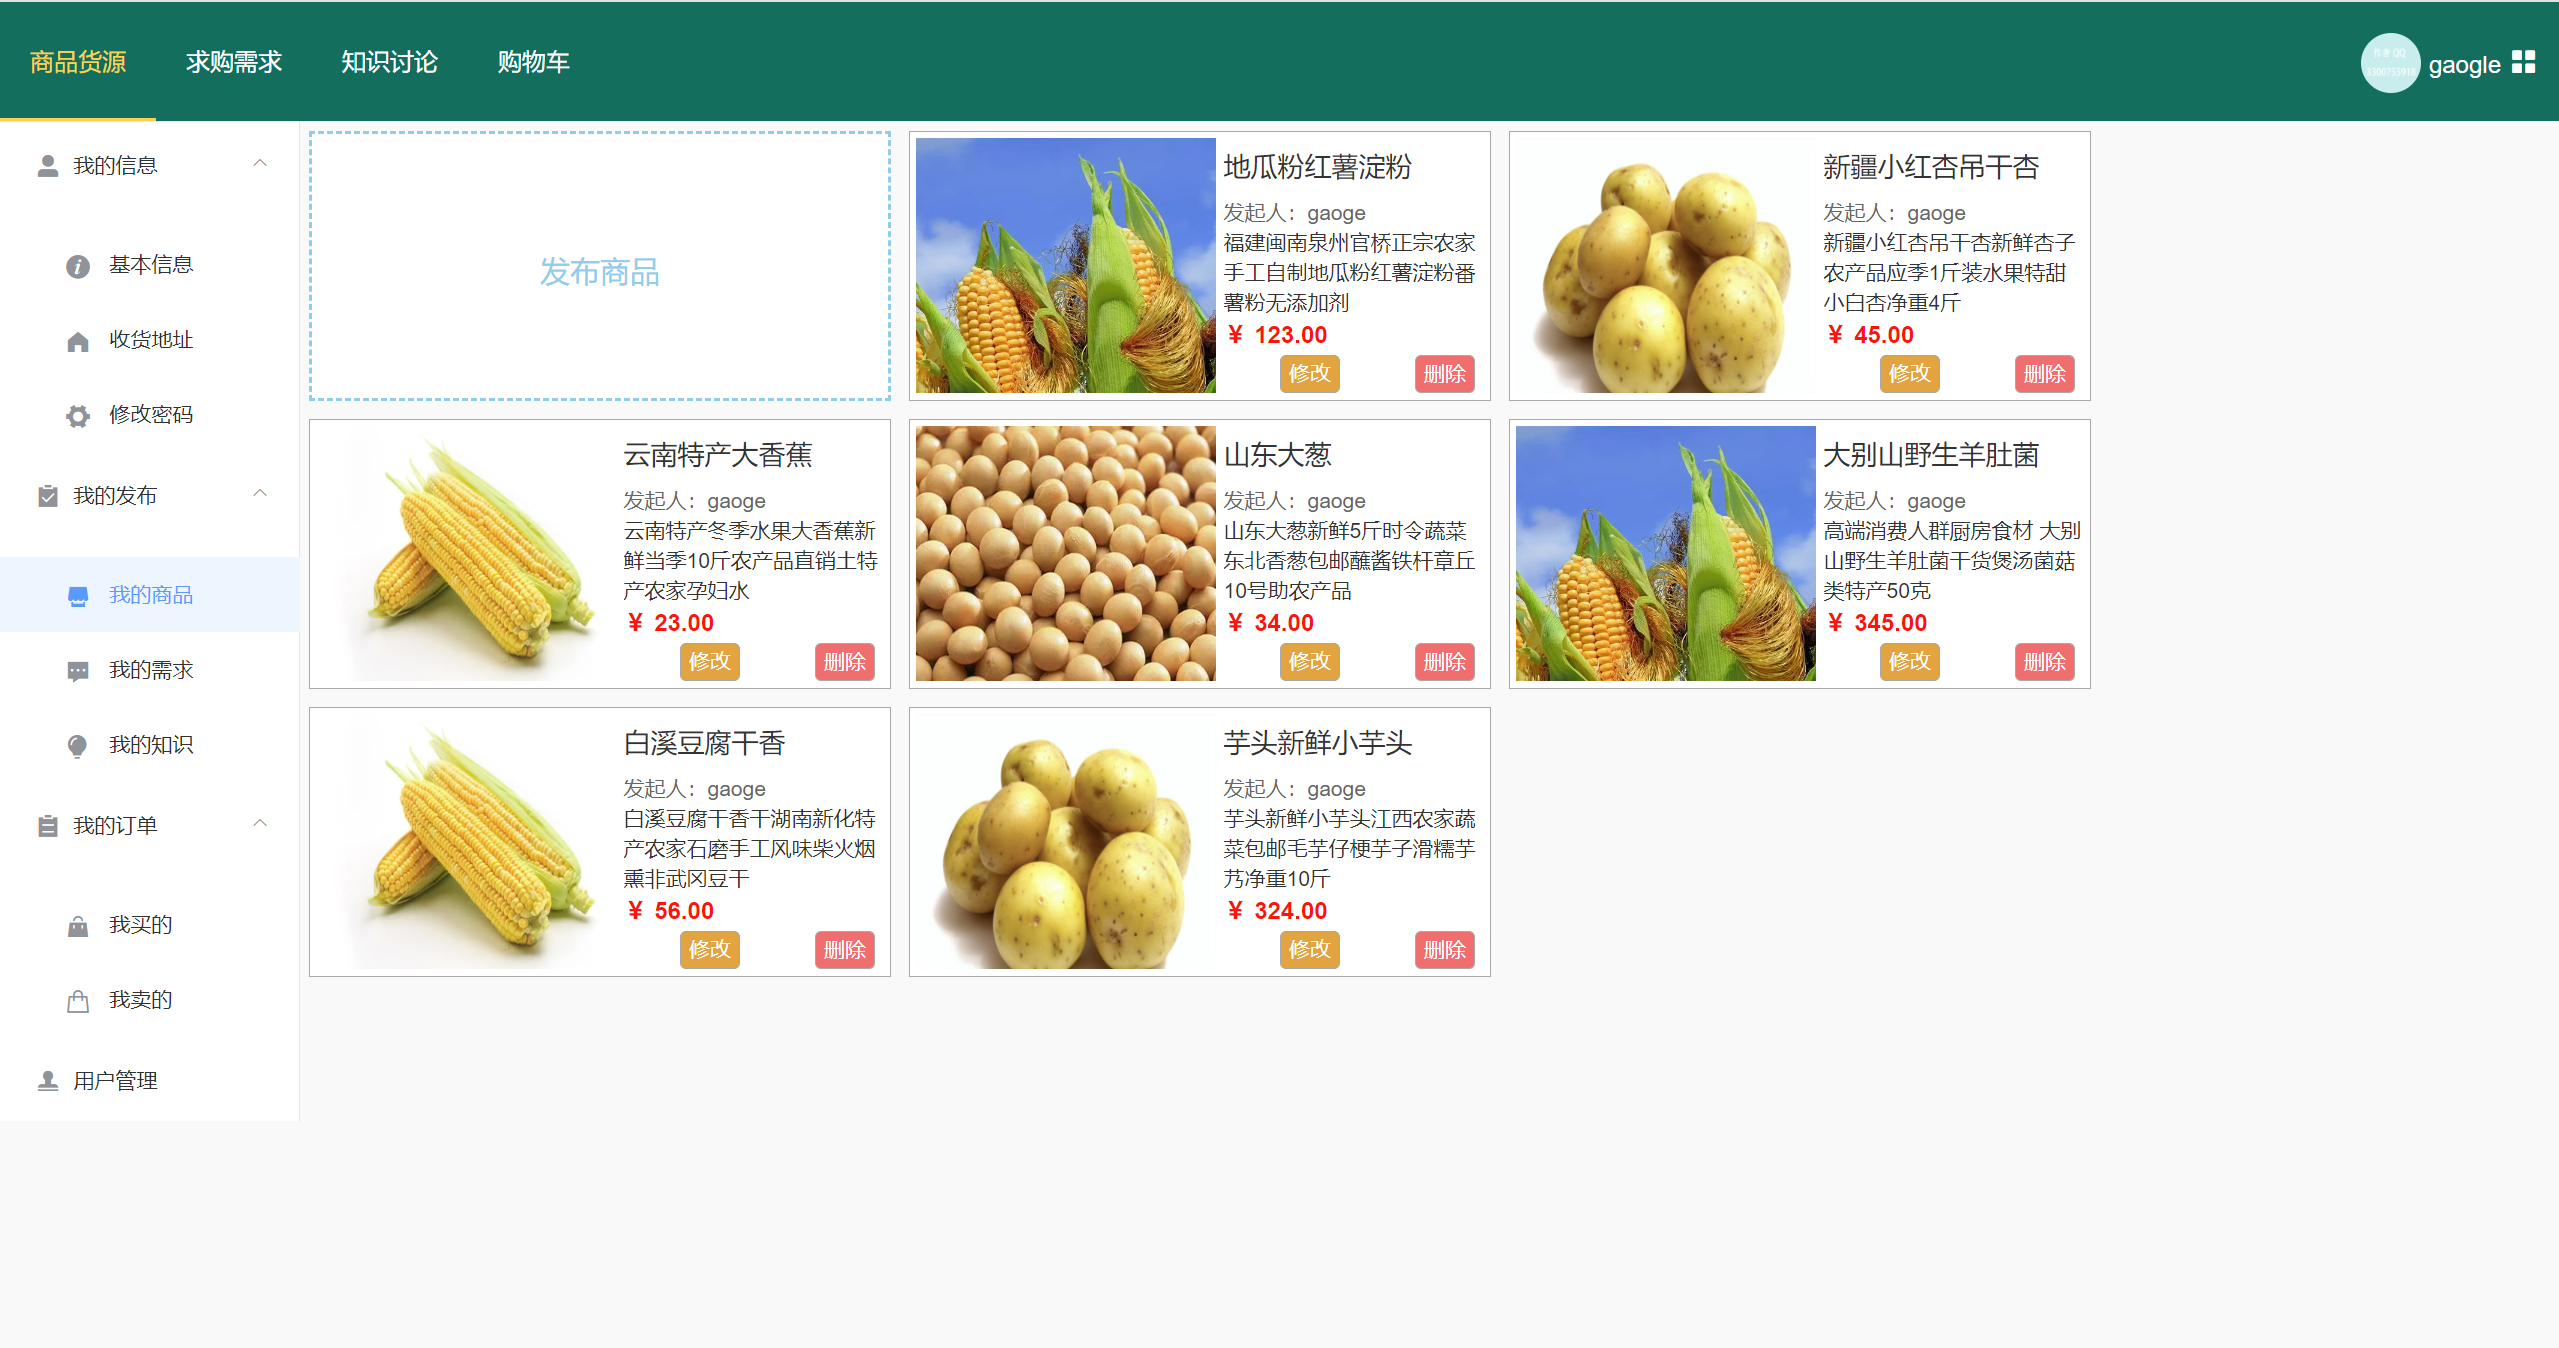 商品货源
求购需求
知识讨论
购物车
作者 QQ
gaogle
我的信息
基本信息
收货地址
修改密码
我的发布
我的商品
我的需求
我的知识
我的订单
我买的
我卖的
用户管理
发布商品
地瓜粉红薯淀粉
发起人：gaoge
福建闽南泉州官桥正宗农家
手工自制地瓜粉红薯淀粉番
薯粉无添加剂
￥ 123.00
修改 删除
新疆小红杏吊干杏
发起人：gaoge
新疆小红杏吊干杏新鲜杏子
农产品应季1斤装水果特甜
小白杏净重4斤
￥ 45.00
修改 删除
云南特产大香蕉
发起人：gaoge
云南特产冬季水果大香蕉新
鲜当季10斤农产品直销土特
产农家孕妇水
￥ 23.00
修改 删除
山东大葱
发起人：gaoge
山东大葱新鲜5斤时令蔬菜
东北香葱包邮蘸酱铁杆章丘
10号助农产品
￥ 34.00
修改 删除
大别山野生羊肚菌
发起人：gaoge
高端消费人群厨房食材 大别
山野生羊肚菌干货煲汤菌菇
类特产50克
￥ 345.00
修改 删除
白溪豆腐干香
发起人：gaoge
白溪豆腐干香干湖南新化特
产农家石磨手工风味柴火烟
熏非武冈豆干
￥ 56.00
修改 删除
芋头新鲜小芋头
发起人：gaoge
芋头新鲜小芋头江西农家蔬
菜包邮毛芋仔梗芋子滑糯芋
艿净重10斤
￥ 324.00
修改 删除